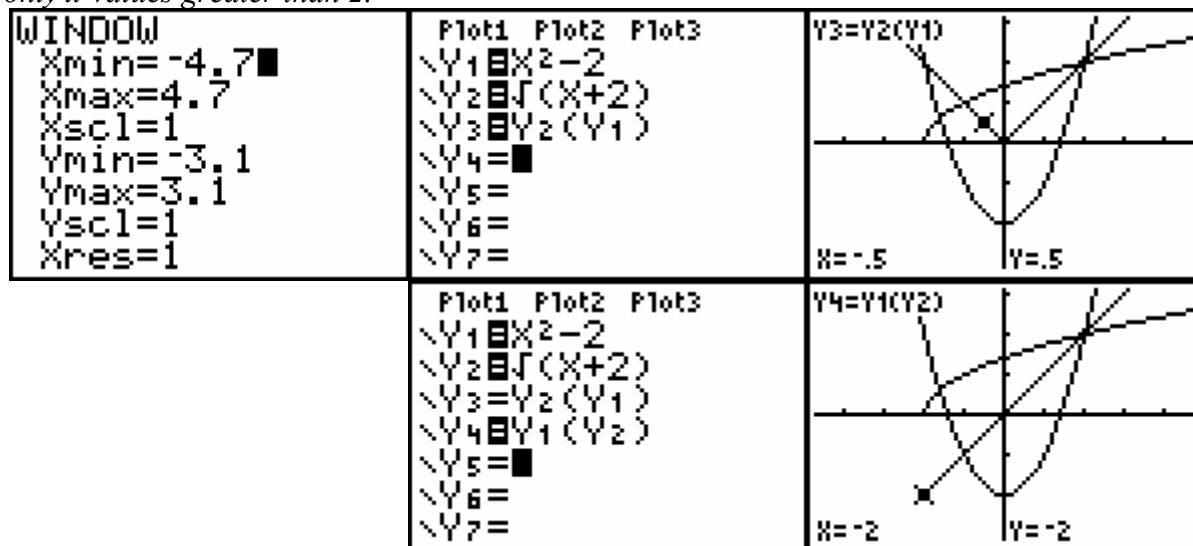 only x values greater than 2.
WINDOW
Xmin=-4.7
Xmax=4.7
Xscl=1
Ymin=-3.1
Ymax=3.1
Yscl=1
Xres=1
Plot1 Plot2 Plot3
\Y1=X²-2
\Y2=√(X+2)
\Y3=Y2(Y1)
\Y4=
\Y5=
\Y6=
\Y7=
Y3=Y2(Y1)
X=-.5 Y=.5
Plot1 Plot2 Plot3
\Y1=X²-2
\Y2=√(X+2)
\Y3=Y2(Y1)
\Y4=Y1(Y2)
\Y5=
\Y6=
\Y7=
Y4=Y1(Y2)
X=-2 Y=-2